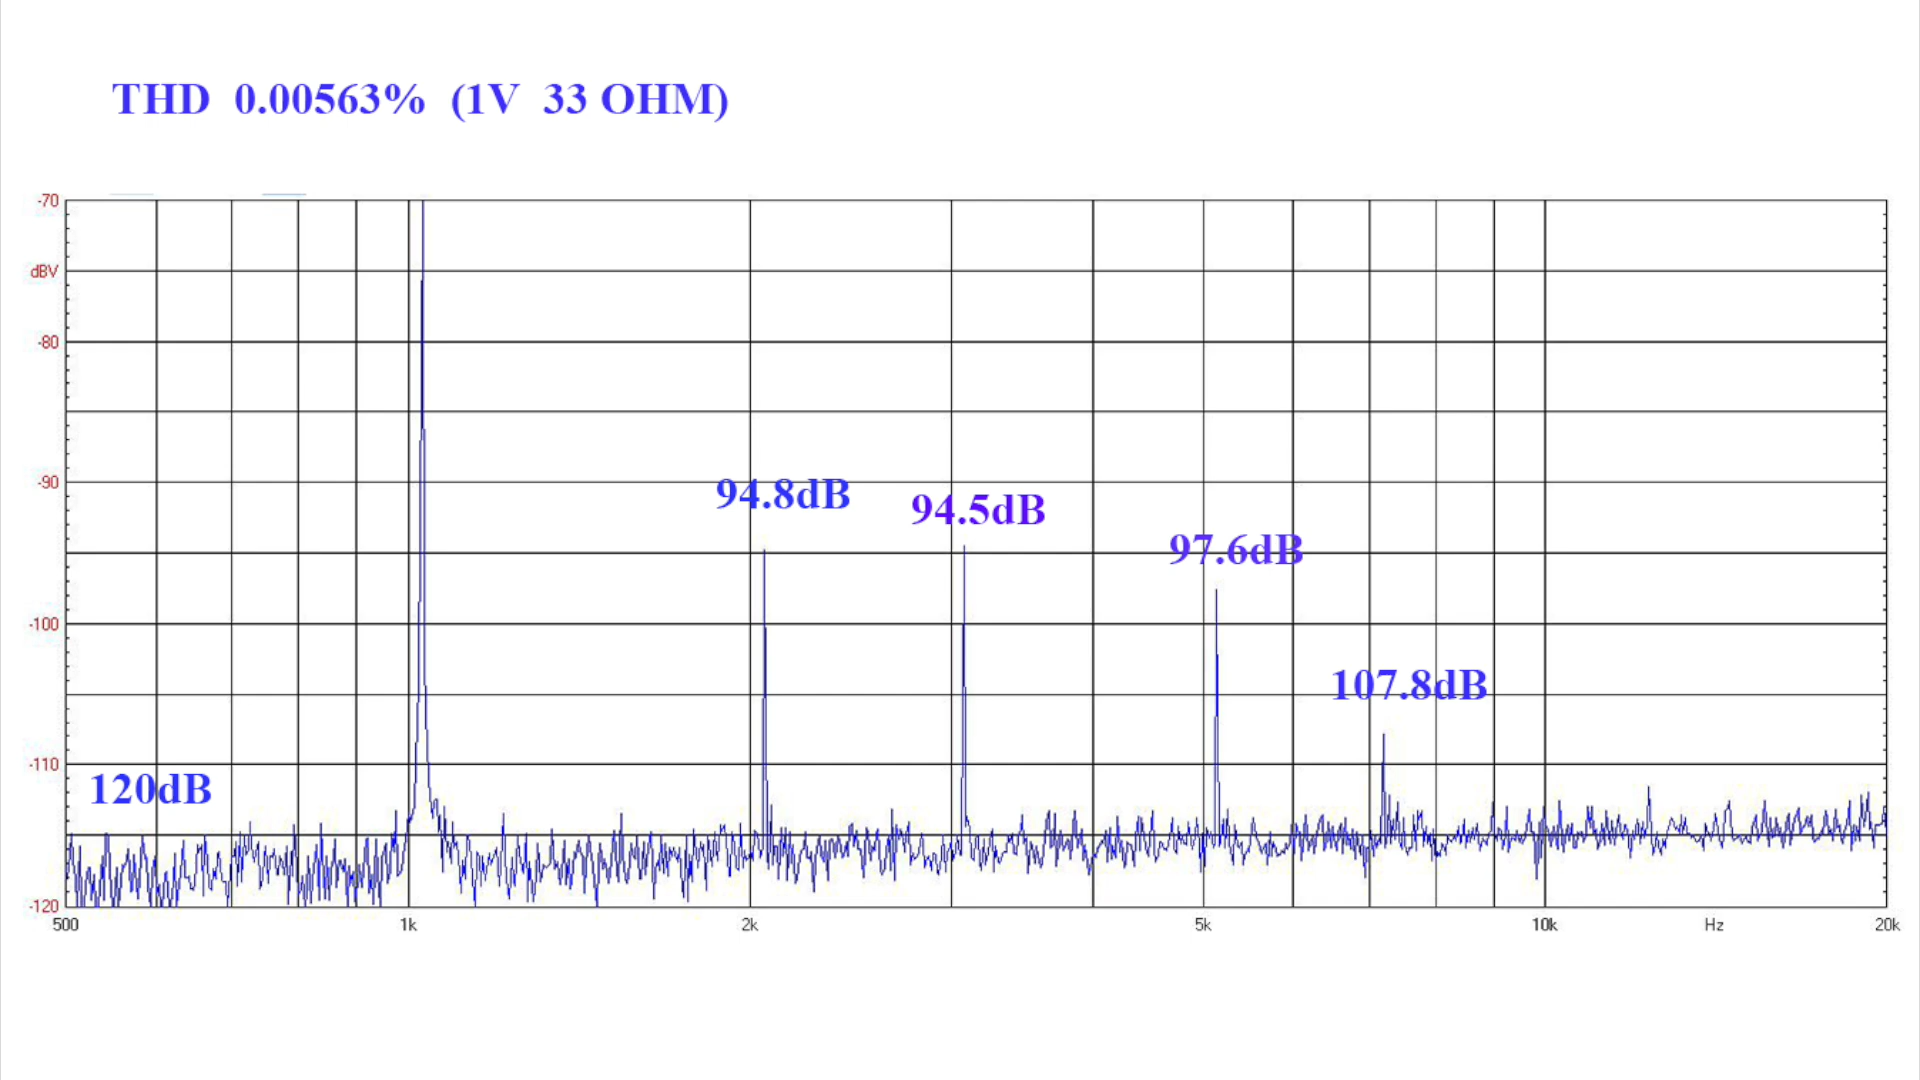 THD 0.00563% (1V 33 OHM)
-70
dBV
-80
-90
94.8dB
94.5dB
97.6dB
-100
107.8dB
-110
120dB
-120
500 1k 2k 5k 10k Hz 20k